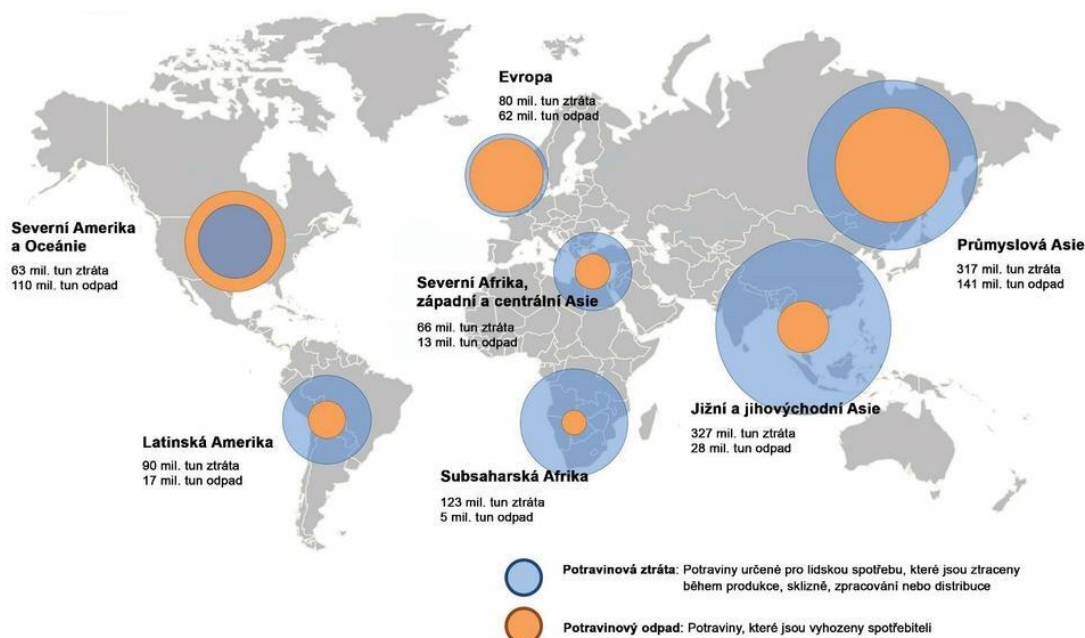 Evropa
80 mil. tun ztráta
62 mil. tun odpad
Severní Amerika
a Oceánie
63 mil. tun ztráta
110 mil. tun odpad
Průmyslová Asie
317 mil. tun ztráta
141 mil. tun odpad
Severní Afrika,
západní a centrální Asie
66 mil. tun ztráta
13 mil. tun odpad
Jižní a jihovýchodní Asie
327 mil. tun ztráta
28 mil. tun odpad
Latinská Amerika
90 mil. tun ztráta
17 mil. tun odpad
Subsaharská Afrika
123 mil. tun ztráta
5 mil. tun odpad
Potravinová ztráta: Potraviny určené pro lidskou spotřebu, které jsou ztraceny
během produkce, sklizně, zpracování nebo distribuce
Potravinový odpad: Potraviny, které jsou vyhozeny spotřebiteli